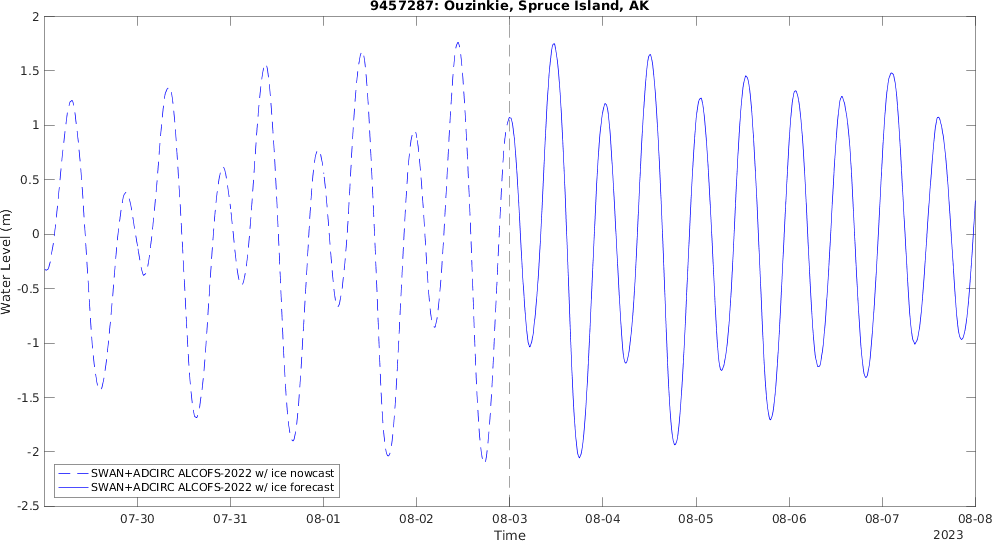 9457287: Ouzinkie, Spruce Island, AK
2
1.5
1
0.5
0
-0.5
-1
-1.5
-2
-2.5
Water Level (m)
SWAN+ADCIRC ALCOFS-2022 w/ ice nowcast
SWAN+ADCIRC ALCOFS-2022 w/ ice forecast
07-30 07-31 08-01 08-02 08-03 08-04 08-05 08-06 08-07 08-08
Time
2023